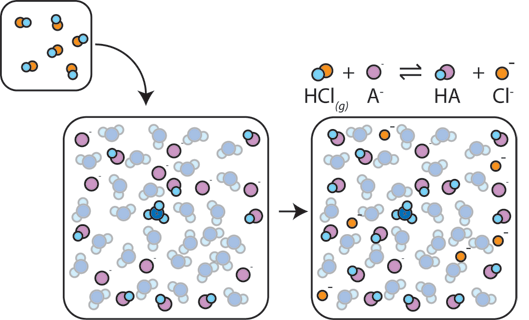 + - ⇌ + -
HCl(g) A- HA Cl-